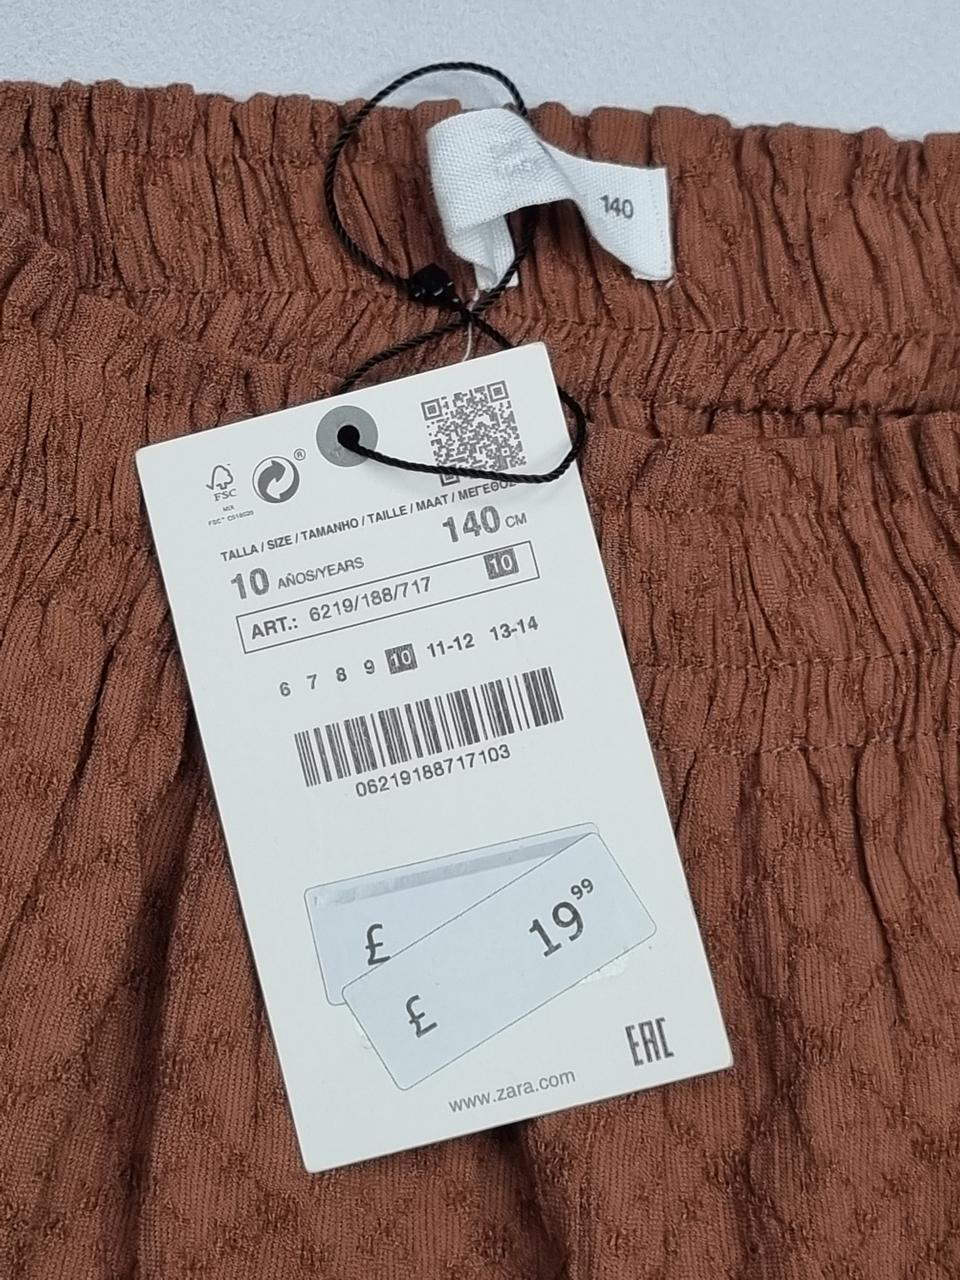 140
®
FSC
MIX
TALLA / SIZE / TAMANHO / TAILLE / MAAT / ΜΕΓΕΘΟΣ
10 AÑOS/YEARS 140 CM
ART.: 6219/188/717 10
6 7 8 9 10 11-12 13-14
06219188717103
£
£ 19⁹⁹
EAC
www.zara.com